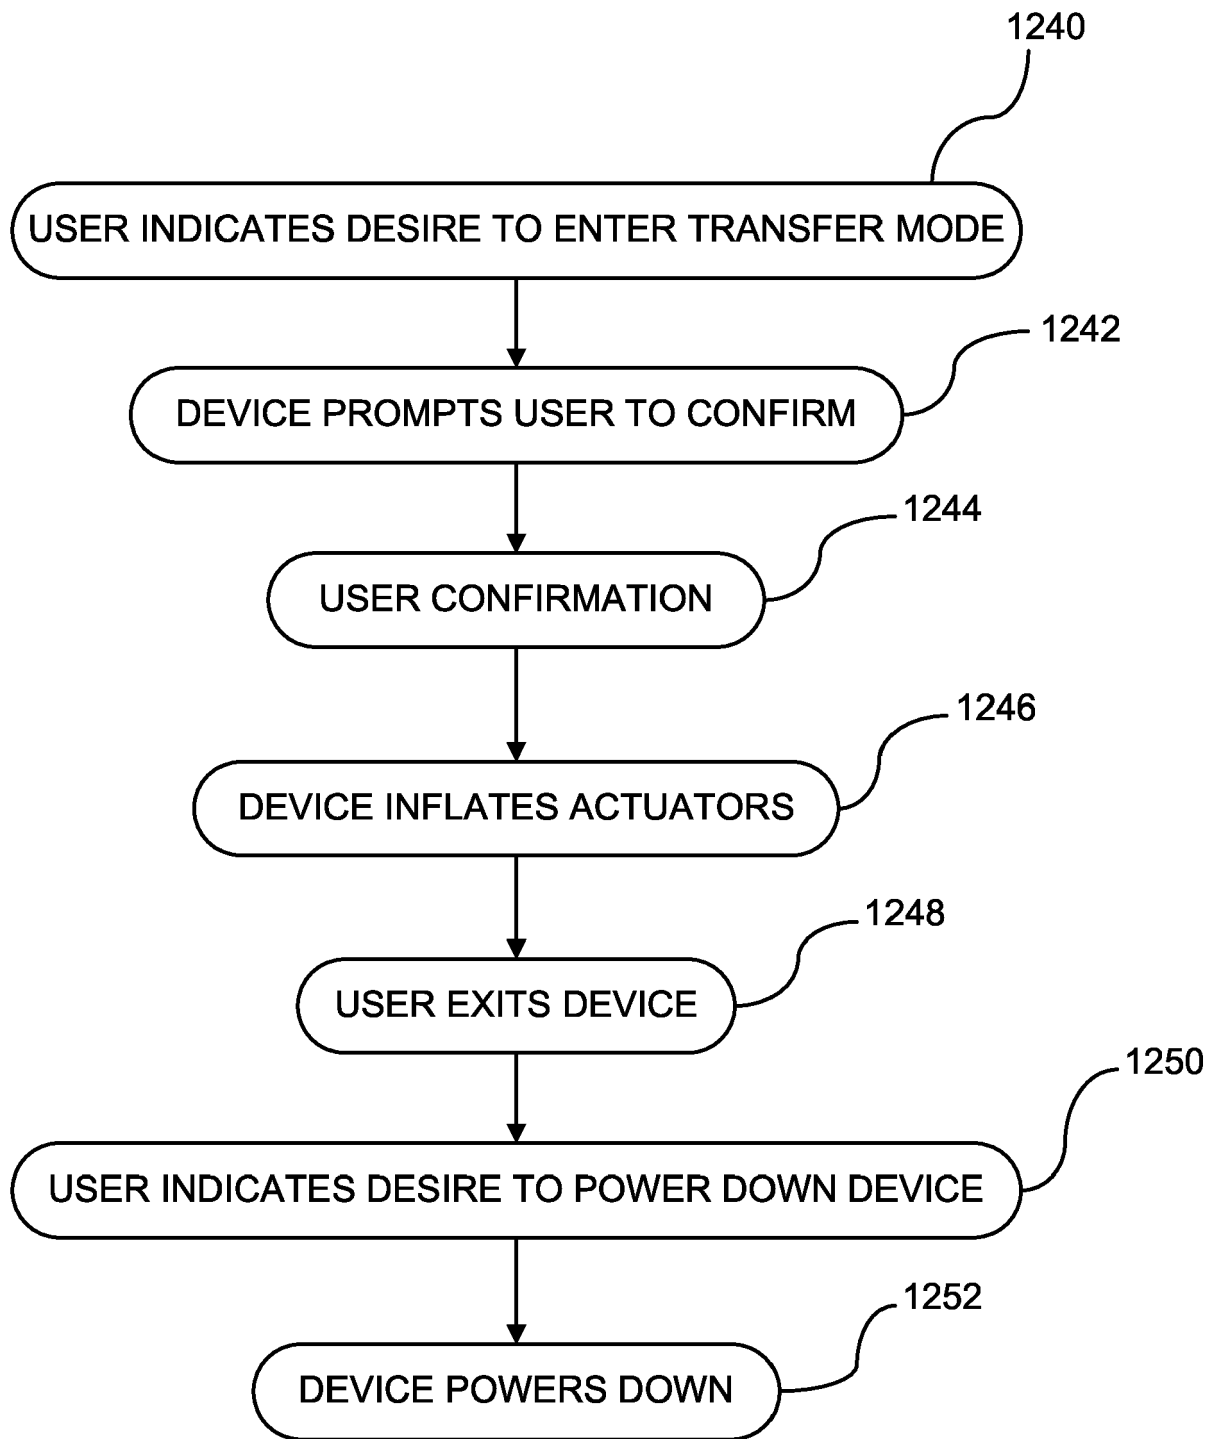 1240
USER INDICATES DESIRE TO ENTER TRANSFER MODE
1242
DEVICE PROMPTS USER TO CONFIRM
1244
USER CONFIRMATION
1246
DEVICE INFLATES ACTUATORS
1248
USER EXITS DEVICE
1250
USER INDICATES DESIRE TO POWER DOWN DEVICE
1252
DEVICE POWERS DOWN